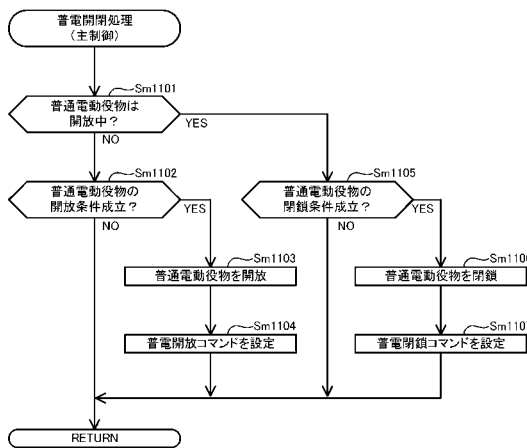 普電開閉処理
(主制御)
Sm1101
普通電動役物は
開放中?
YES
NO
Sm1102
普通電動役物の
開放条件成立?
YES
NO
Sm1105
普通電動役物の
閉鎖条件成立?
YES
NO
Sm1103
普通電動役物を開放
Sm1106
普通電動役物を閉鎖
Sm1104
普電開放コマンドを設定
Sm1107
普電閉鎖コマンドを設定
RETURN